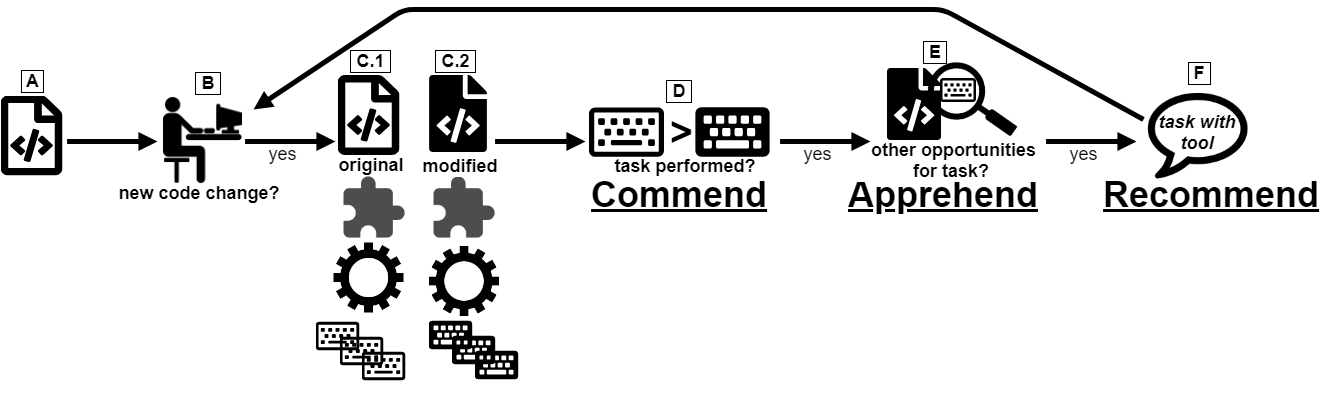 A
B
new code change?
yes
C.1
original
C.2
modified
D
>
task performed?
Commend
yes
E
other opportunities
for task?
Apprehend
yes
F
task with
tool
Recommend